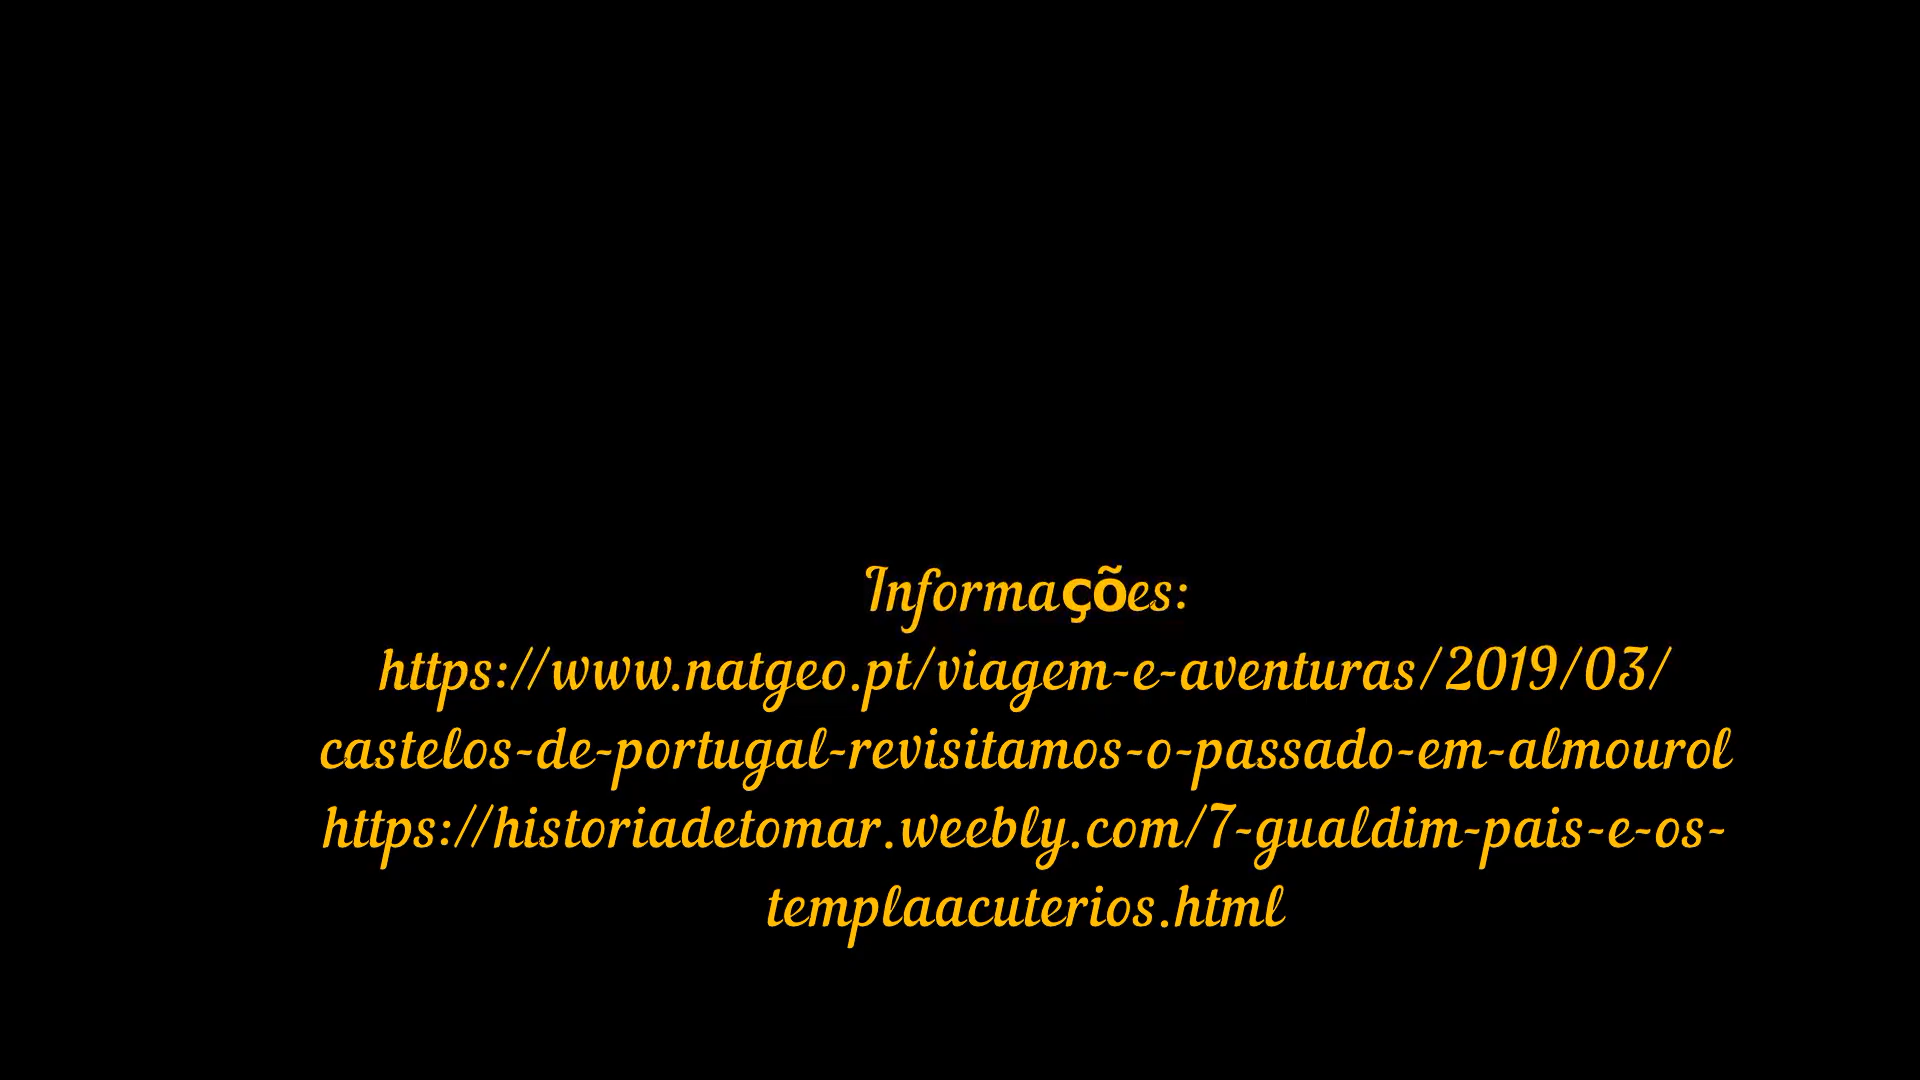 Informações:
https://www.natgeo.pt/viagem-e-aventuras/2019/03/
castelos-de-portugal-revisitamos-o-passado-em-almourol
https://historiadetomar.weebly.com/7-gualdim-pais-e-os-
templaacuterios.html